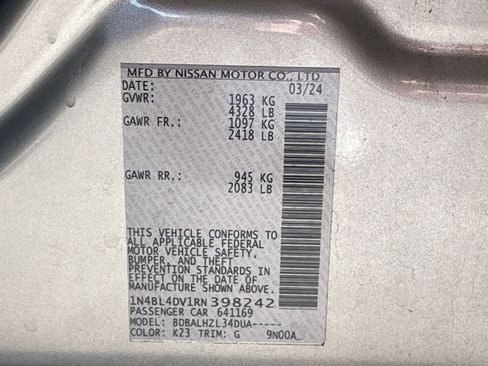 MFD BY NISSAN MOTOR CO., LTD.
DATE: 03/24
GVWR: 1963 KG
4328 LB
GAWR FR.: 1097 KG
2418 LB
GAWR RR.: 945 KG
2083 LB
THIS VEHICLE CONFORMS TO
ALL APPLICABLE FEDERAL
MOTOR VEHICLE SAFETY,
BUMPER, AND THEFT
PREVENTION STANDARDS
IN EFFECT ON THE DATE OF
MANUFACTURE SHOWN ABOVE.
1N4BL4DV1RN398242
PASSENGER CAR 641169
MODEL: BDBALHZL34DUA-----
COLOR: K23 TRIM: G 9N00A